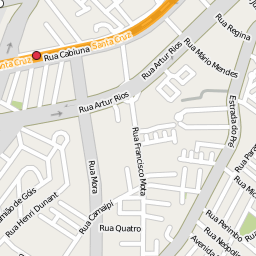 Rua Cabiuna
Santa Cruz
Santa Cruz
Rua Regina
Rua Mário Mendes
Rua Artur Rios
Rua Artur Rios
Estrada do Pré
Rua Francisco Mota
Rua Mora
Rua Camaipi
Rua Henri Dunant
Rua Quatro
Rua Perimbó
Avenida